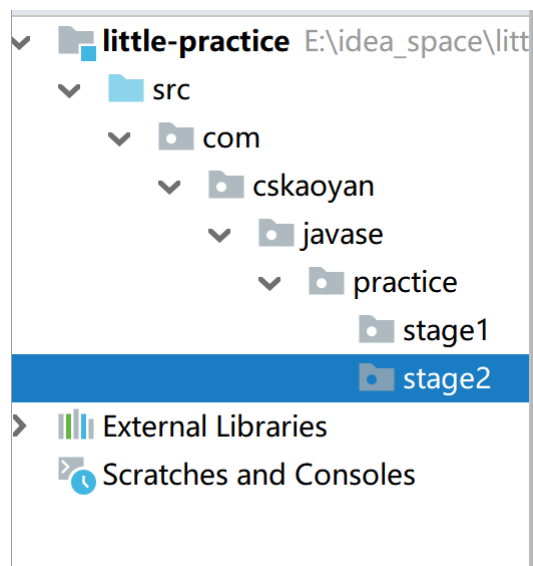 little-practice E:\idea_space\litt
src
com
cskaoyan
javase
practice
stage1
stage2
External Libraries
Scratches and Consoles